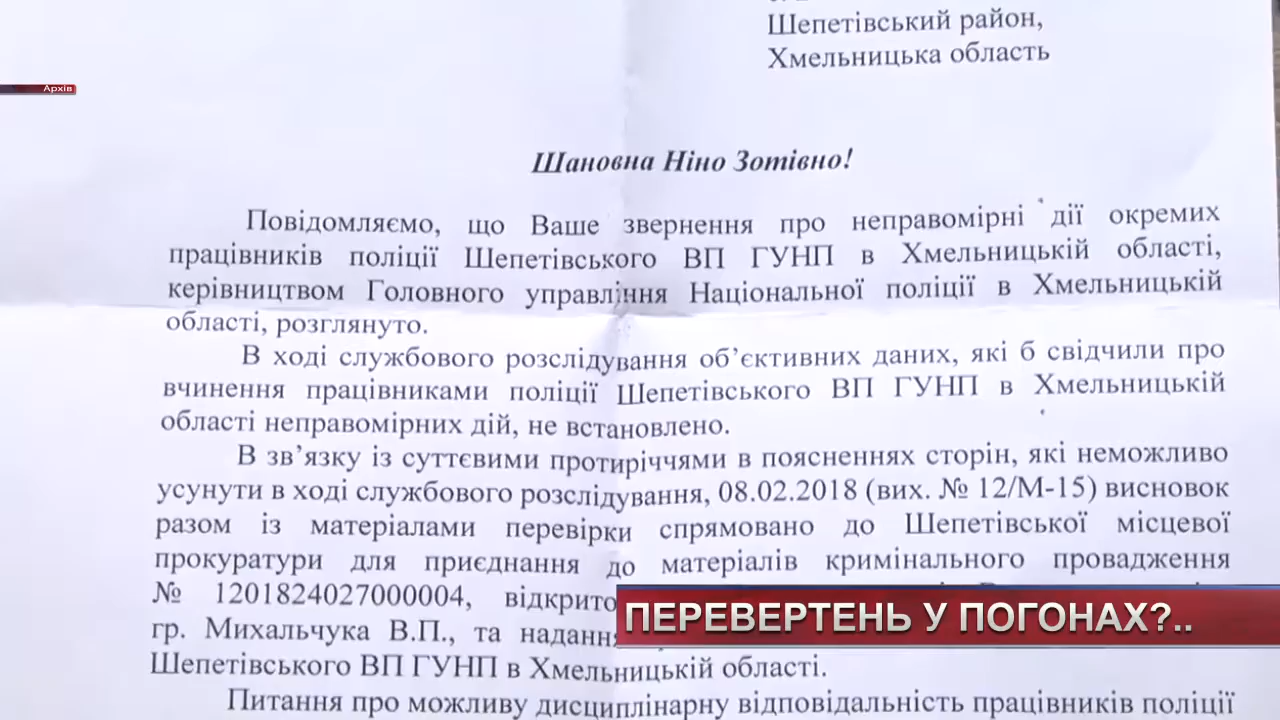 Шепетівський район,
Хмельницька область
Архів
Шановна Ніно Зотівно!
Повідомляємо, що Ваше звернення про неправомірні дії окремих
працівників поліції Шепетівського ВП ГУНП в Хмельницькій області,
керівництвом Головного управління Національної поліції в Хмельницькій
області, розглянуто.
В ході службового розслідування об’єктивних даних, які б свідчили про
вчинення працівниками поліції Шепетівського ВП ГУНП в Хмельницькій
області неправомірних дій, не встановлено.
В зв’язку із суттєвими протиріччями в поясненнях сторін, які неможливо
усунути в ході службового розслідування, 08.02.2018 (вих. № 12/М-15) висновок
разом із матеріалами перевірки спрямовано до Шепетівської місцевої
прокуратури для приєднання до матеріалів кримінального провадження
№ 1201824027000004,
гр. Михальчука В.П., та
Шепетівського ВП ГУНП в Хмельницькій області.
Питання про можливу дисциплінарну відповідальність працівників поліції
ПЕРЕВЕРТЕНЬ У ПОГОНАХ?..